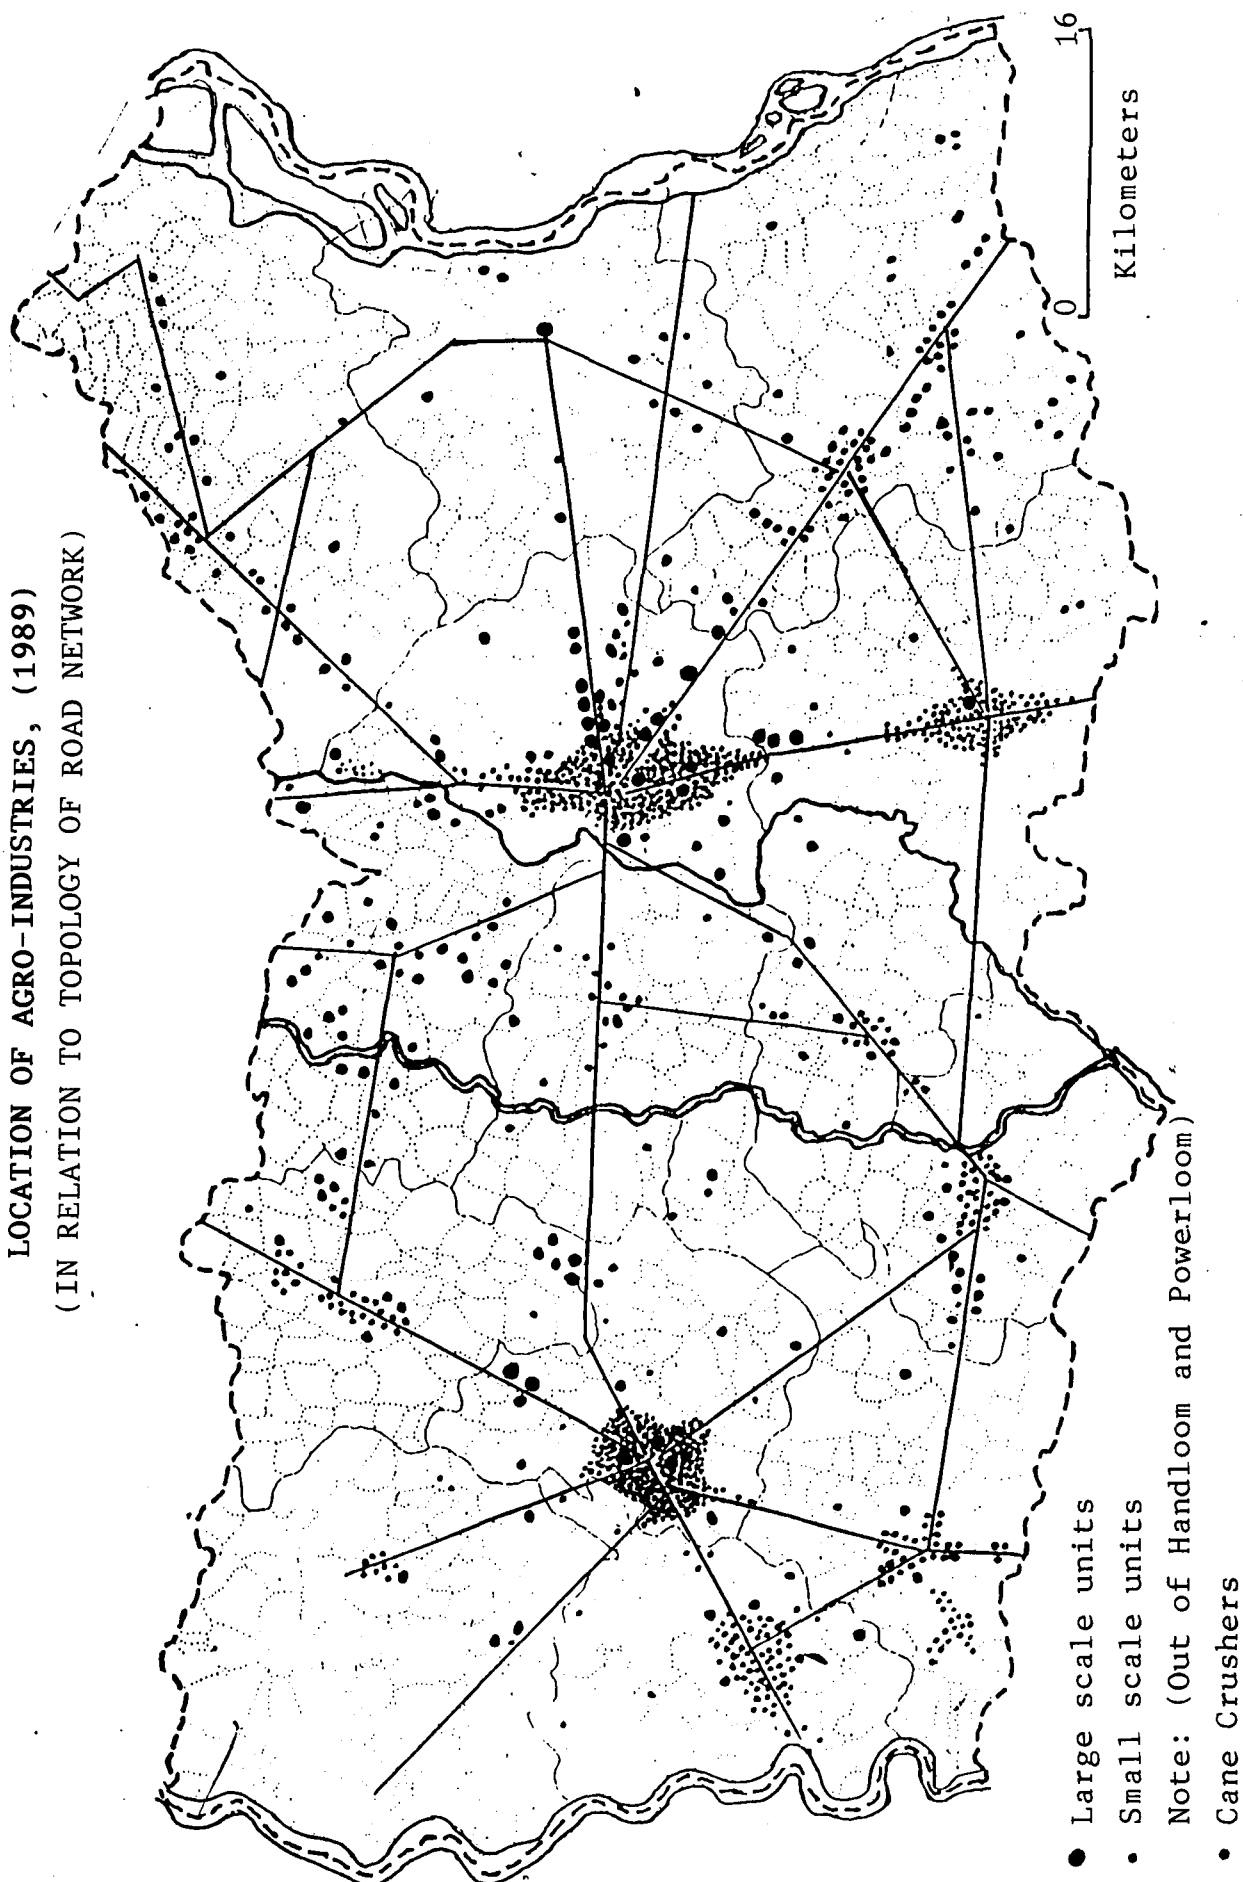 LOCATION OF AGRO-INDUSTRIES, (1989)
(IN RELATION TO TOPOLOGY OF ROAD NETWORK)
0 16
Kilometers
● Large scale units
• Small scale units
Note: (Out of Handloom and Powerloom)
• Cane Crushers